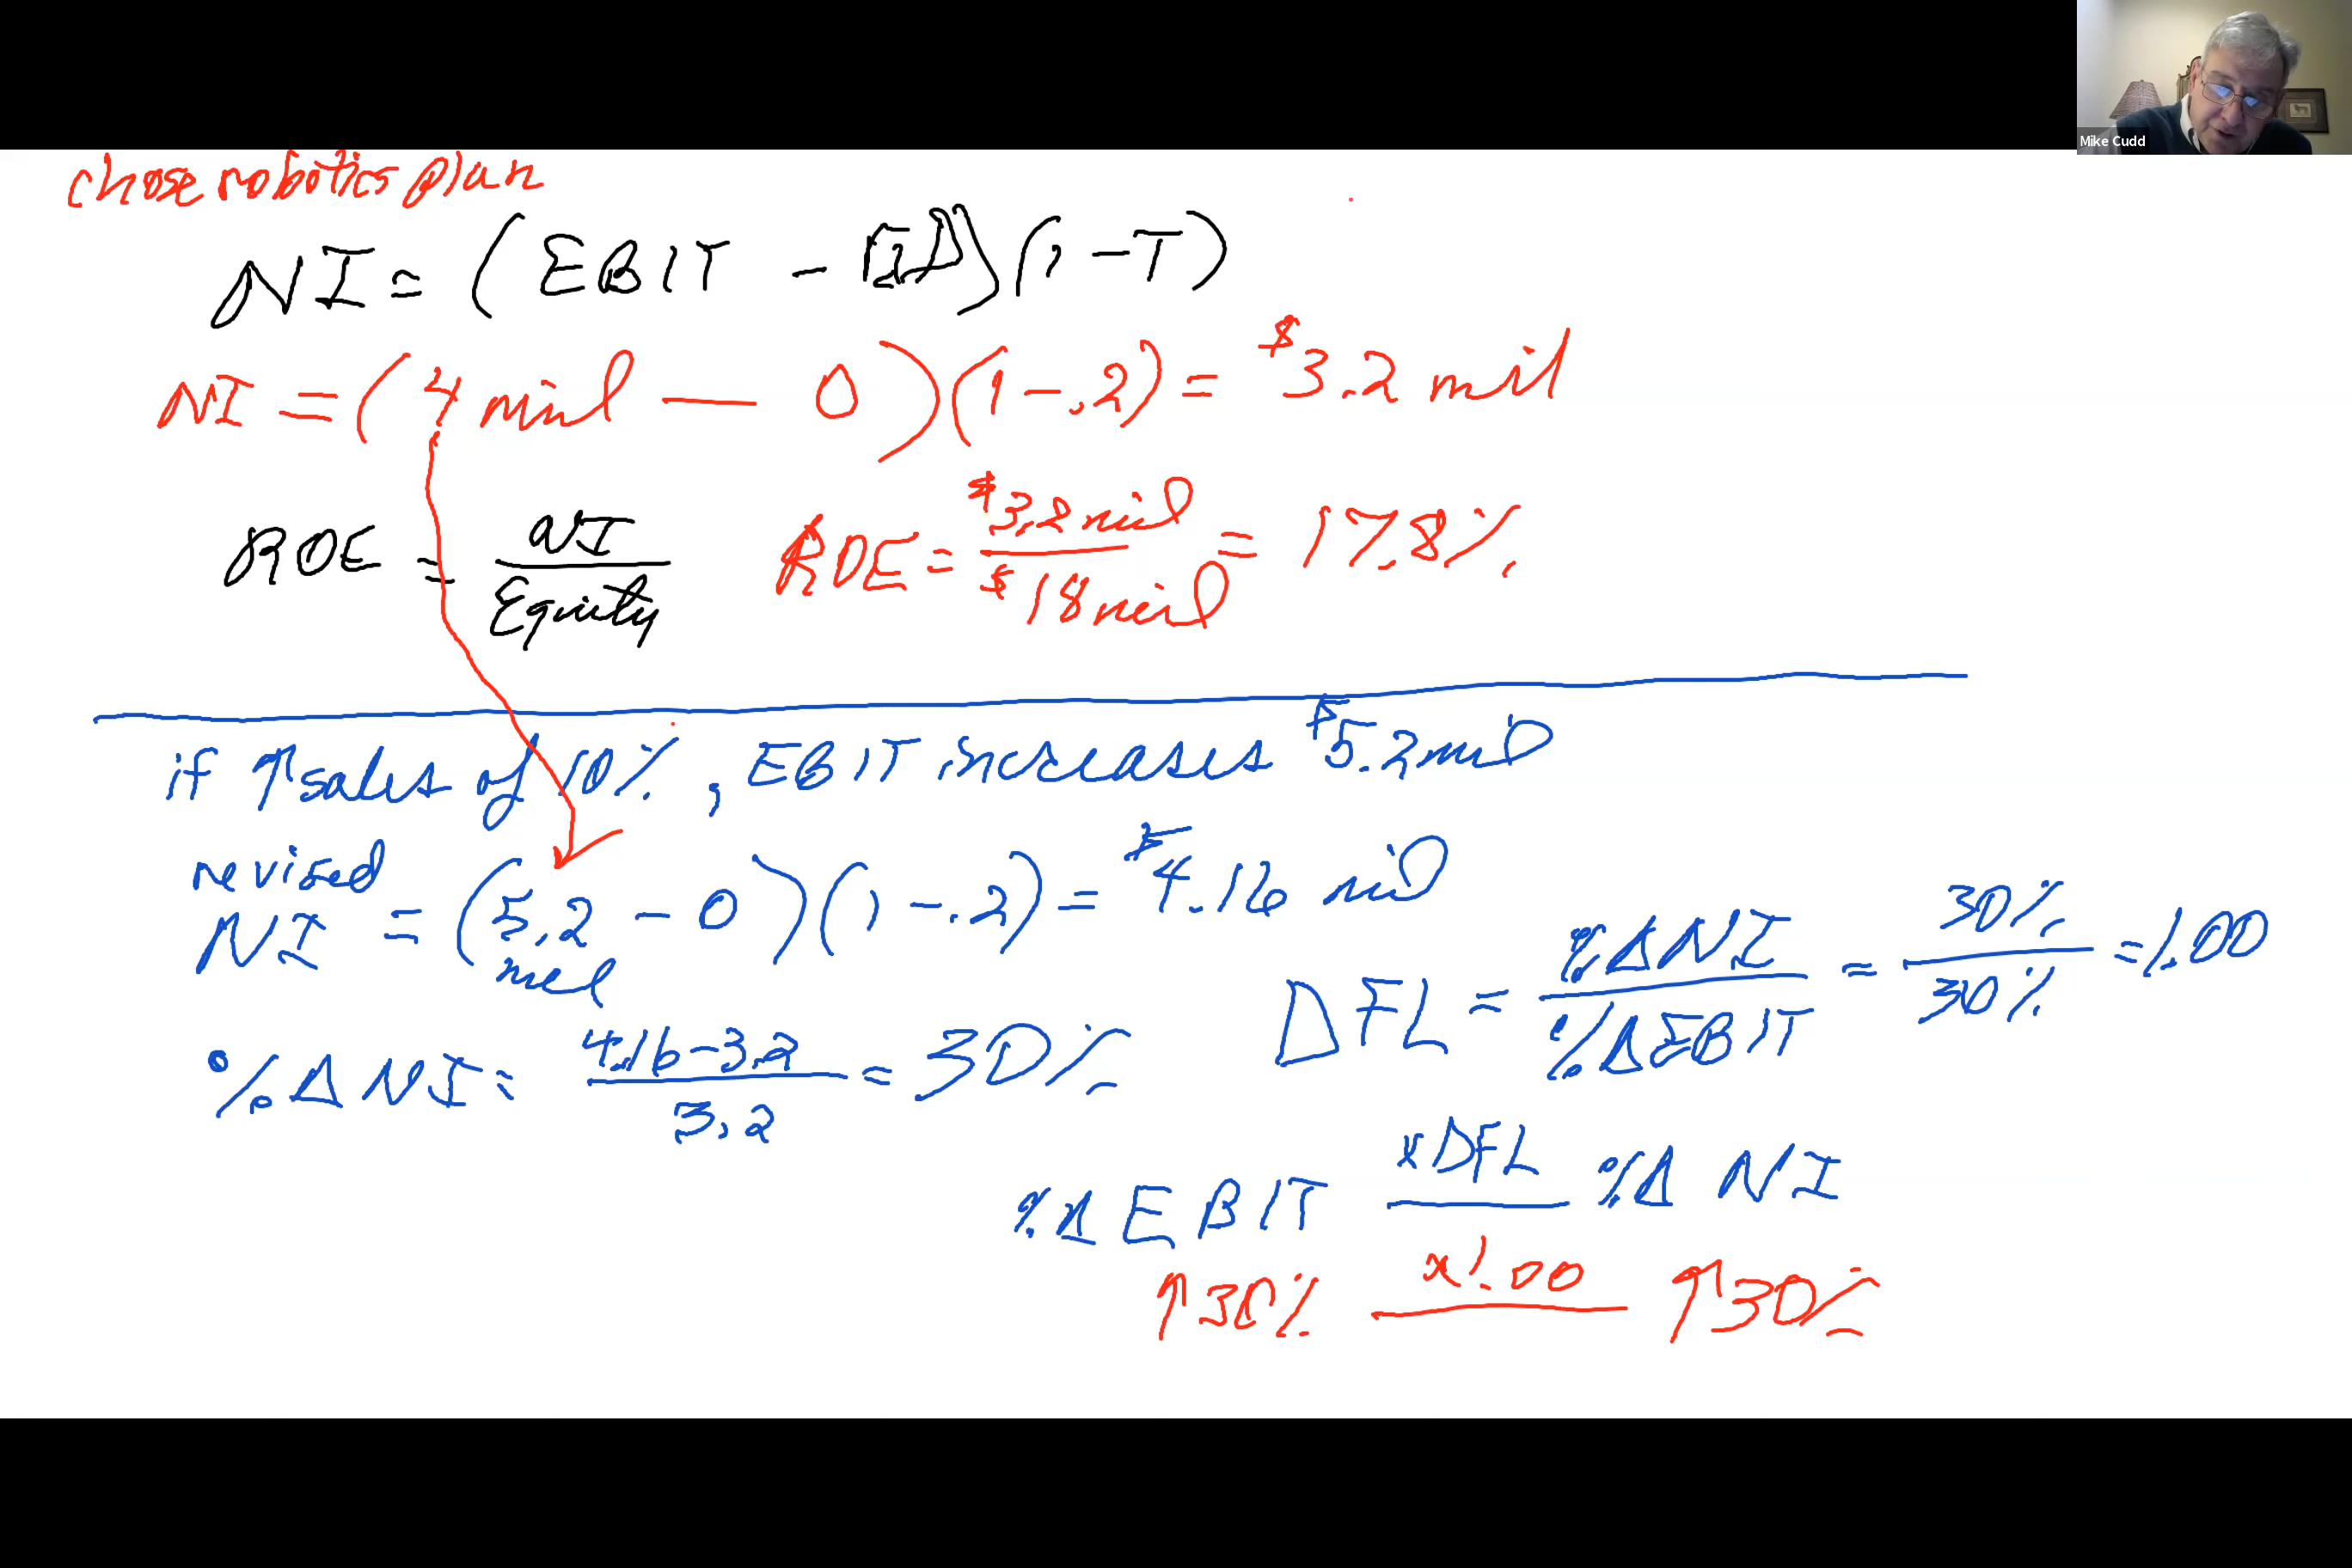 Mike Cudd
chose robotics plan
NI = (EBIT - [iD])(1-T)
NI = (4 mil — 0)(1-.2) = $3.2 mil
ROE = NI / Equity ROE = $3.2 mil / $18 mil = 17.8%
if ↑ sales of 10%, EBIT increases $5.2 mil
revised
NI = (5.2 mil - 0)(1-.2) = $4.16 mil
DFL = %ΔNI / %ΔEBIT = 30% / 30% = 1.00
%ΔNI = 4.16-3.2 / 3.2 = 30%
%Δ EBIT xDFL %Δ NI
↑30% x1.00 ↑30%